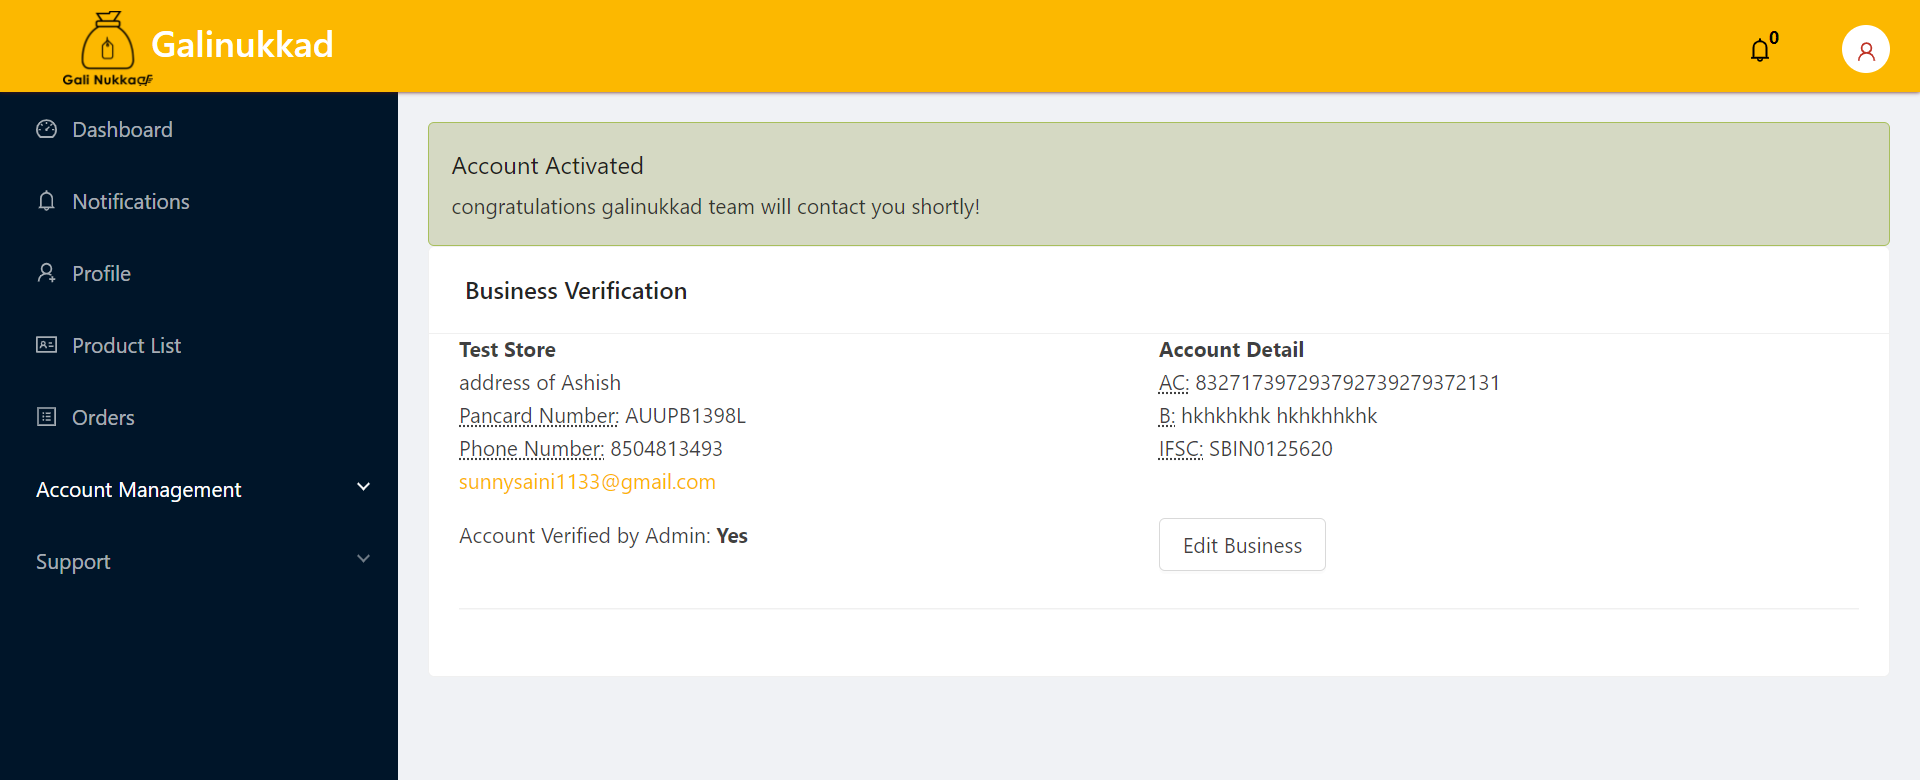 Gali Nukkad
Galinukkad
0
Dashboard
Notifications
Profile
Product List
Orders
Account Management
Support
Account Activated
congratulations galinukkad team will contact you shortly!
Business Verification
Test Store
address of Ashish
Pancard Number: AUUPB1398L
Phone Number: 8504813493
sunnysaini1133@gmail.com
Account Verified by Admin: Yes
Account Detail
AC: 832717397293792739279372131
B: hkhkhkhk hkhkhhkhk
IFSC: SBIN0125620
Edit Business